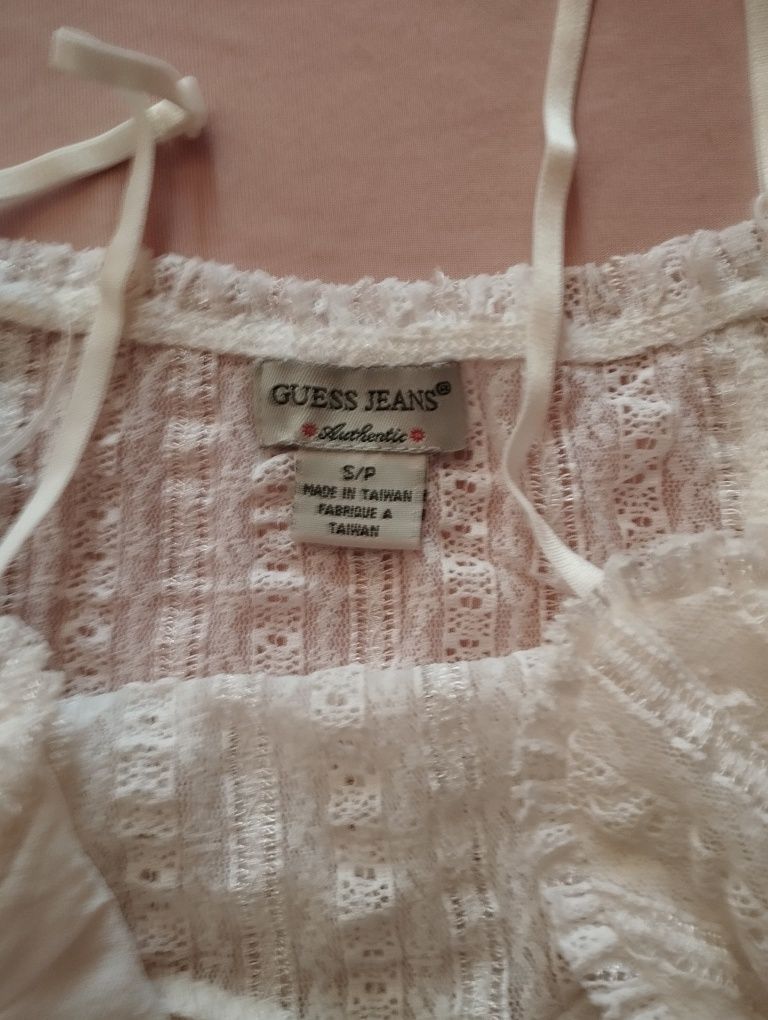 GUESS JEANS®
Authentic
S/P
MADE IN TAIWAN
FABRIQUE A
TAIWAN